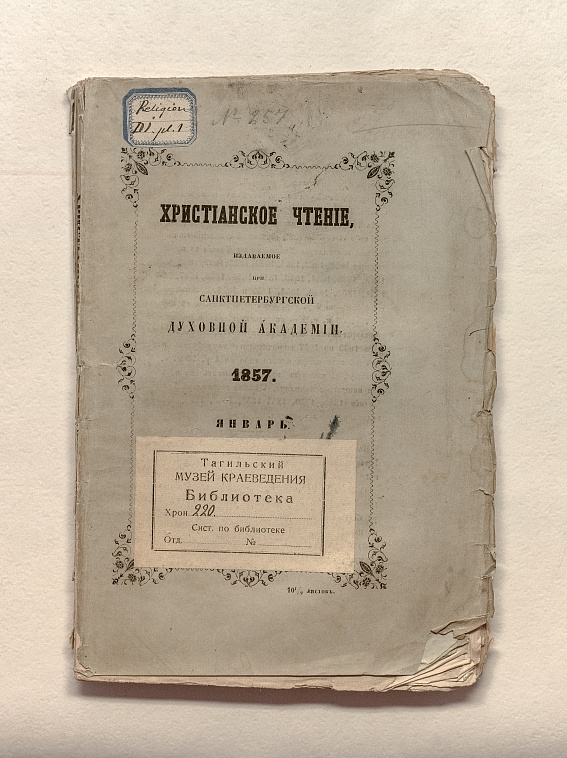 Religion
D1. pl. 1
№ 257
ХРИСТІАНСКОЕ ЧТЕНІЕ,
ИЗДАВАЕМОЕ
ПРИ
САНКТПЕТЕРБУРГСКОЙ
ДУХОВНОЙ АКАДЕМІИ.
1857.
ЯНВАРЬ.
Тагильский
МУЗЕЙ КРАЕВЕДЕНИЯ
Библиотека
Хрон. 220.
Сист. по библиотеке
Отд. №
листовъ.